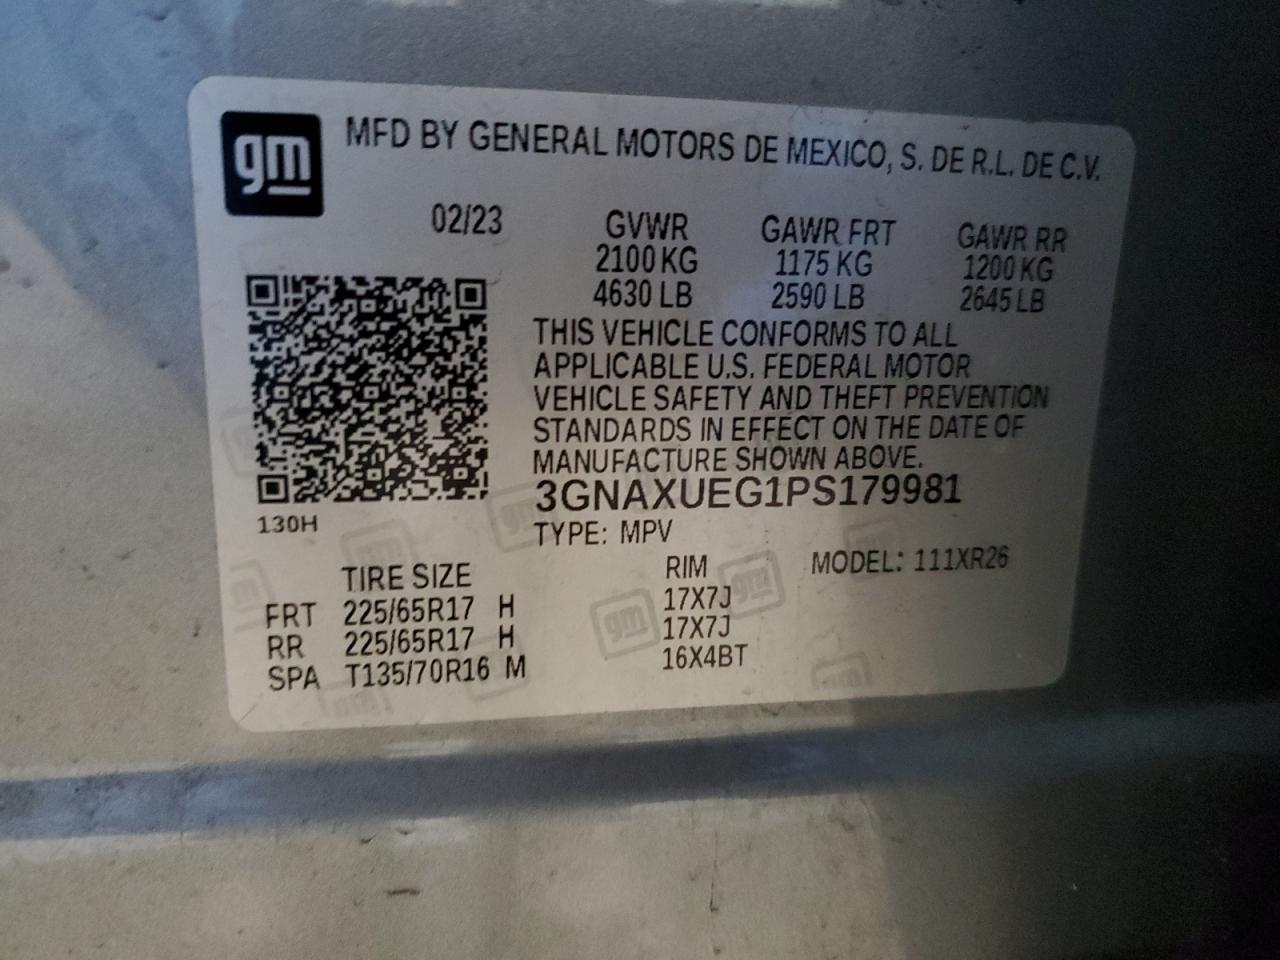 gm
MFD BY GENERAL MOTORS DE MEXICO, S. DE R.L. DE C.V.
02/23 GVWR GAWR FRT GAWR RR
2100 KG 1175 KG 1200 KG
4630 LB 2590 LB 2645 LB
THIS VEHICLE CONFORMS TO ALL
APPLICABLE U.S. FEDERAL MOTOR
VEHICLE SAFETY AND THEFT PREVENTION
STANDARDS IN EFFECT ON THE DATE OF
MANUFACTURE SHOWN ABOVE.
3GNAXUEG1PS179981
130H
TYPE: MPV MODEL: 111XR26
TIRE SIZE RIM
FRT 225/65R17 H 17X7J
RR 225/65R17 H 17X7J
SPA T135/70R16 M 16X4BT